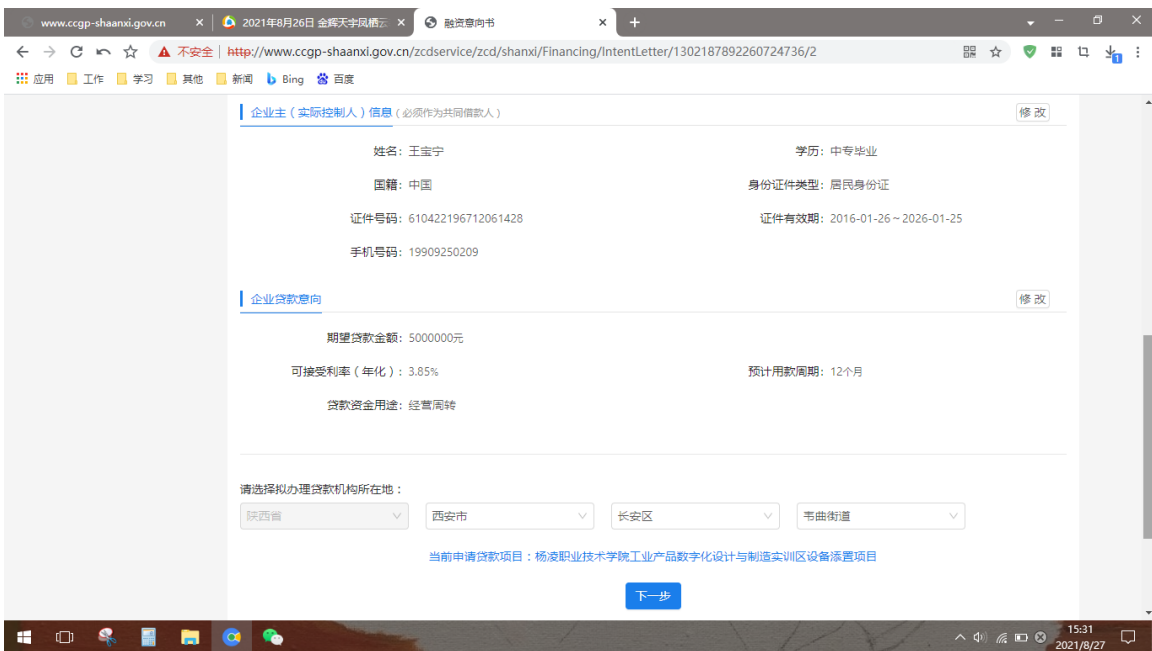 www.ccgp-shaanxi.gov.cn
2021年8月26日 金辉天宇凤栖云
融资意向书
不安全 http://www.ccgp-shaanxi.gov.cn/zcdservice/zcd/shanxi/Financing/IntentLetter/1302187892260724736/2
应用 工作 学习 其他 新闻 Bing 百度
企业主（实际控制人）信息（必须作为共同借款人） 修改
姓名：王宝宁 学历：中专毕业
国籍：中国 身份证件类型：居民身份证
证件号码：610422196712061428 证件有效期：2016-01-26～2026-01-25
手机号码：19909250209
企业贷款意向 修改
期望贷款金额：5000000元
可接受利率（年化）：3.85% 预计用款周期：12个月
贷款资金用途：经营周转
请选择拟办理贷款机构所在地：
陕西省 西安市 长安区 韦曲街道
当前申请贷款项目：杨凌职业技术学院工业产品数字化设计与制造实训区设备添置项目
下一步
15:31
2021/8/27